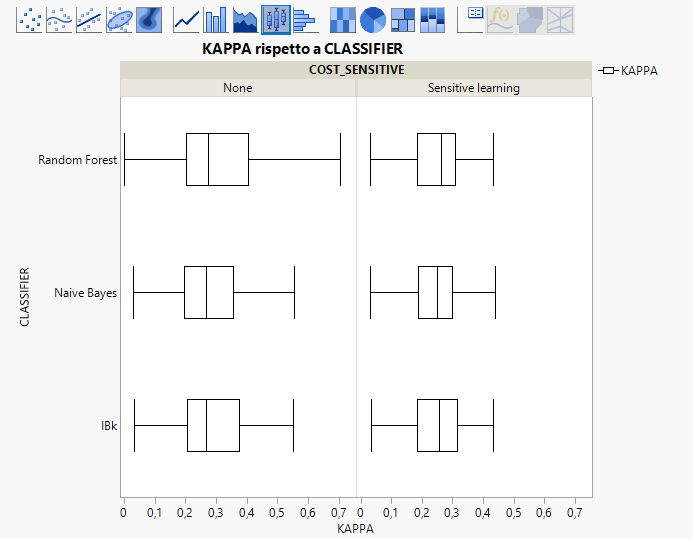 KAPPA rispetto a CLASSIFIER
COST_SENSITIVE
None Sensitive learning
KAPPA
Random Forest
Naive Bayes
IBk
CLASSIFIER
0 0,1 0,2 0,3 0,4 0,5 0,6 0,7 0 0,1 0,2 0,3 0,4 0,5 0,6 0,7
KAPPA